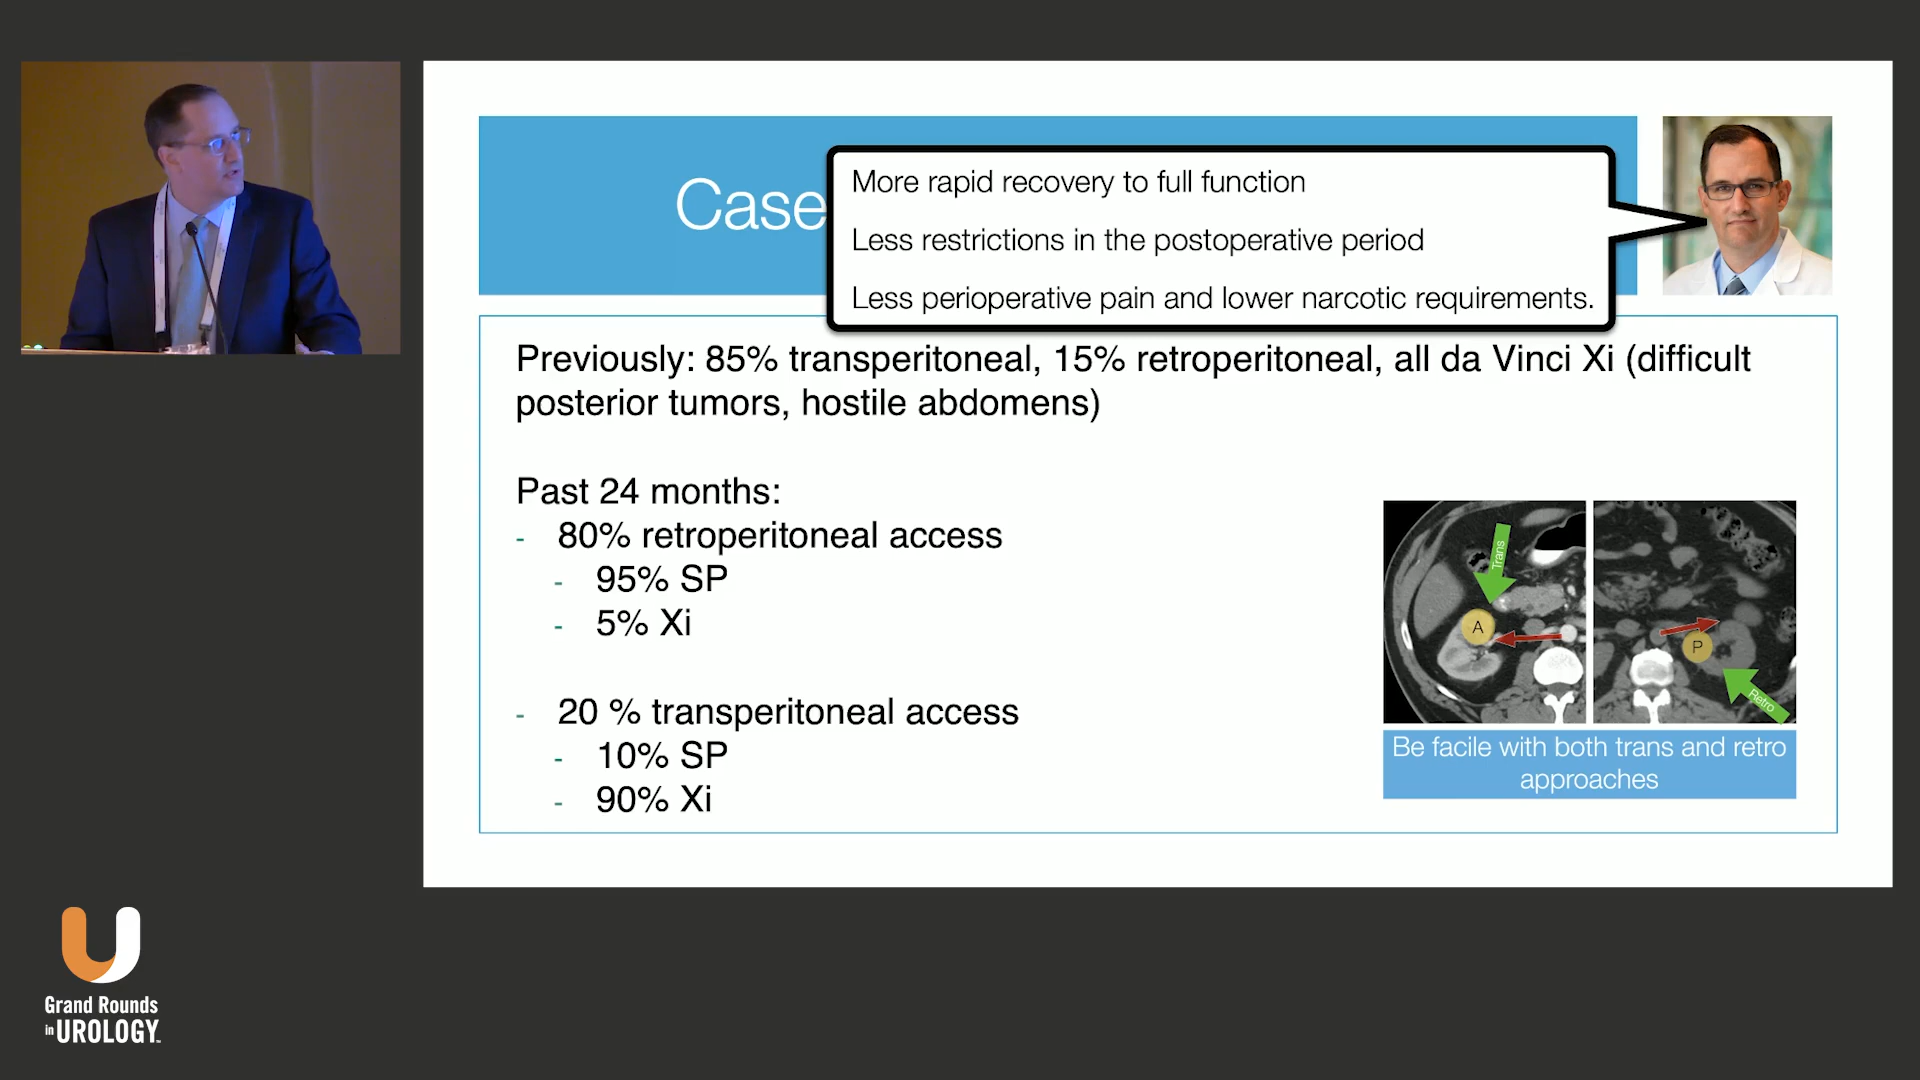 Case
More rapid recovery to full function
Less restrictions in the postoperative period
Less perioperative pain and lower narcotic requirements.
Previously: 85% transperitoneal, 15% retroperitoneal, all da Vinci Xi (difficult
posterior tumors, hostile abdomens)
Past 24 months:
- 80% retroperitoneal access
- 95% SP
- 5% Xi
- 20 % transperitoneal access
- 10% SP
- 90% Xi
Trans
A
P
Retro
Be facile with both trans and retro
approaches
Grand Rounds
in UROLOGY™